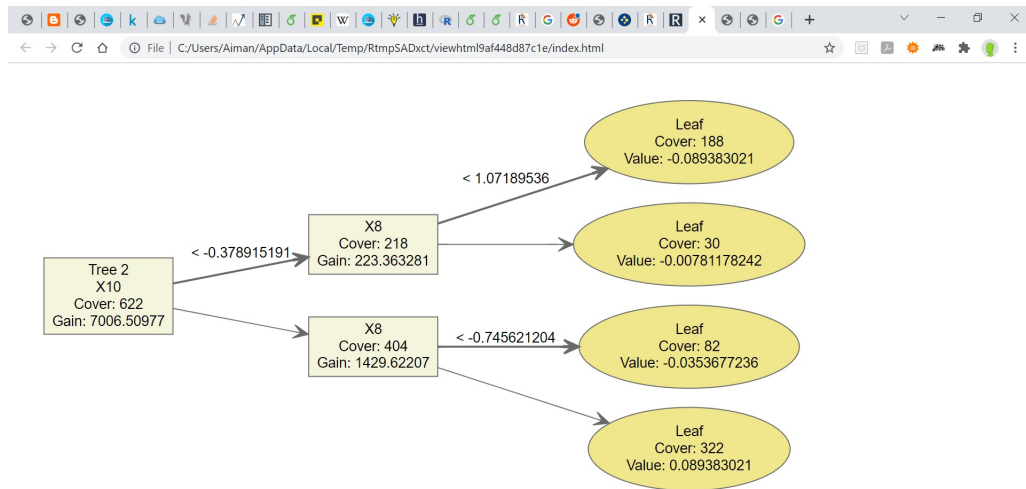 File
C:/Users/Aiman/AppData/Local/Temp/RtmpSADxct/viewhtml9af448d87c1e/index.html
Leaf
Cover: 188
Value: -0.089383021
< 1.07189536
X8
Cover: 218
Gain: 223.363281
Leaf
Cover: 30
Value: -0.00781178242
< -0.378915191
Tree 2
X10
Cover: 622
Gain: 7006.50977
X8
Cover: 404
Gain: 1429.62207
< -0.745621204
Leaf
Cover: 82
Value: -0.0353677236
Leaf
Cover: 322
Value: 0.089383021